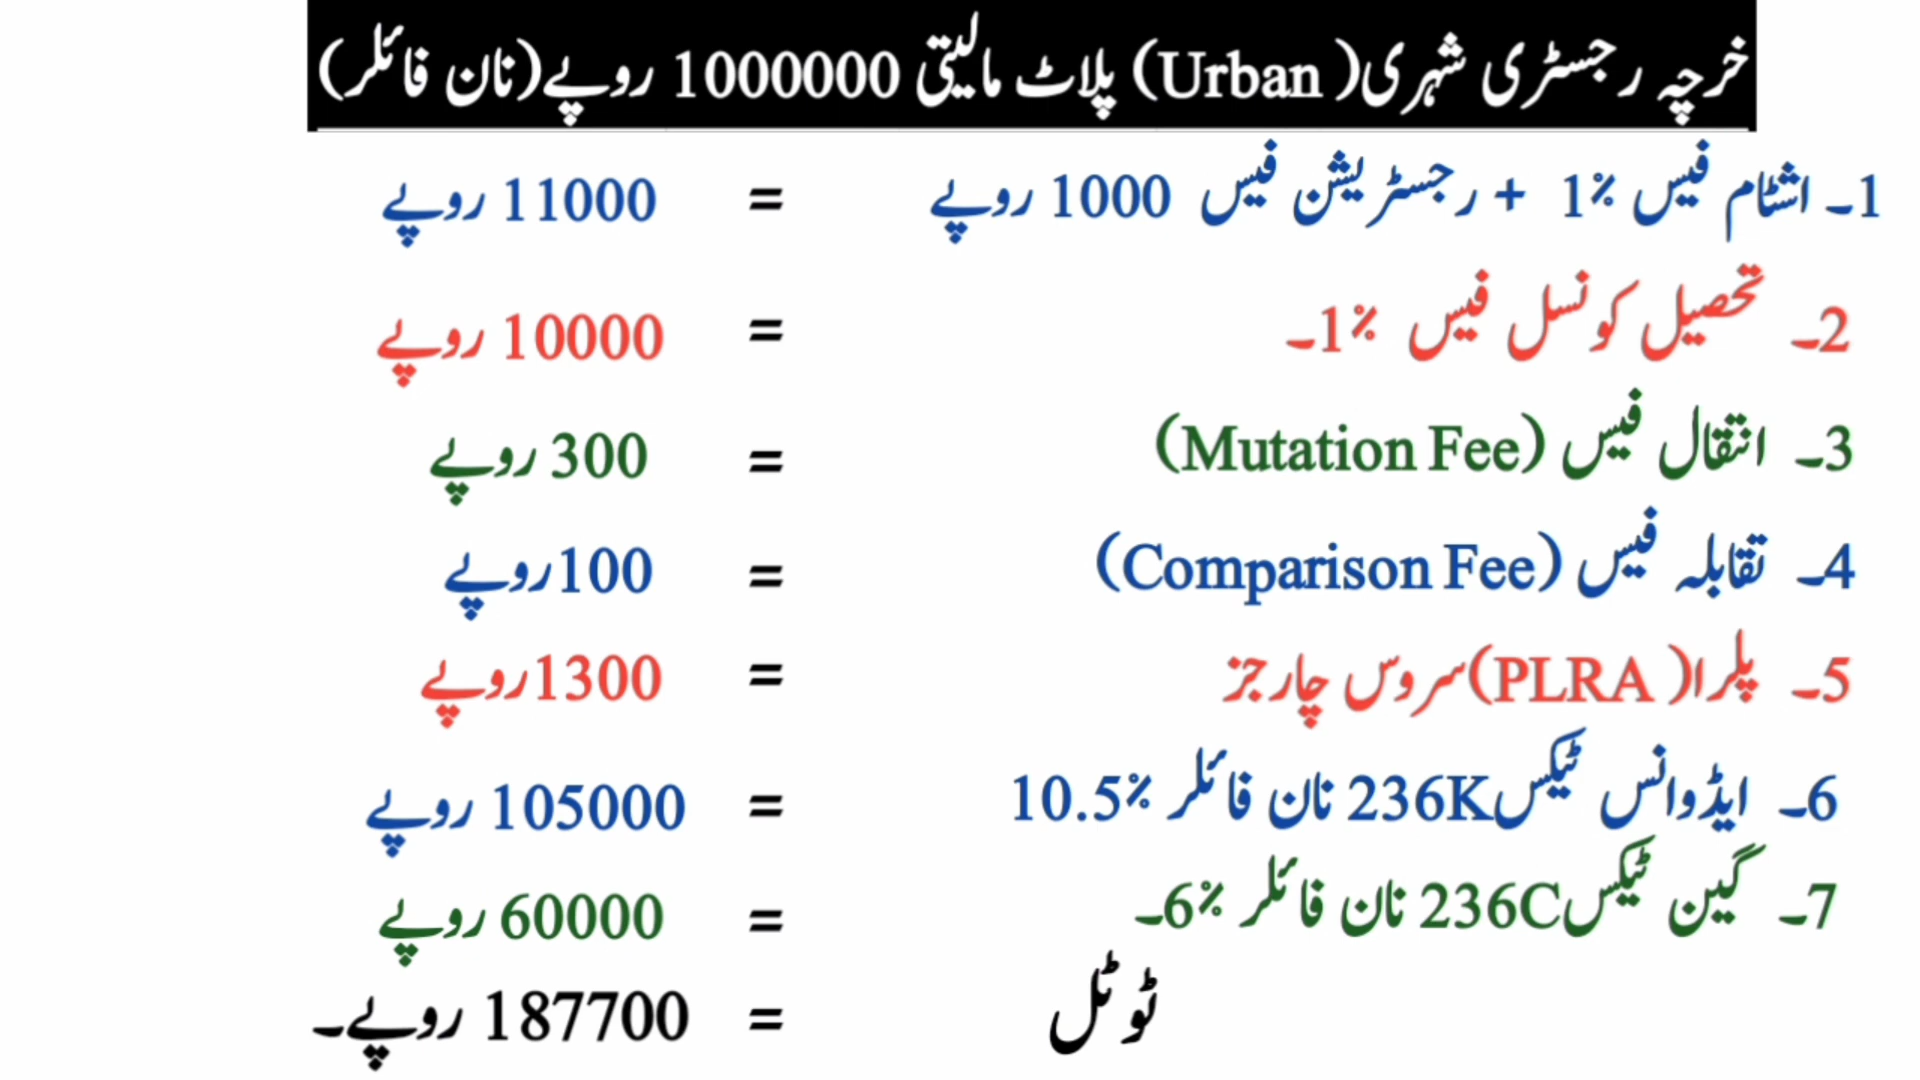 خرچہ رجسٹری شہری( Urban) پلاٹ مالیتی 1000000 روپے(نان فائلر)
1۔ اشٹام فیس 1٪ + رجسٹریشن فیس 1000 روپے = 11000 روپے
2۔ تحصیل کونسل فیس 1٪۔ = 10000 روپے
3۔ انتقال فیس (Mutation Fee) = 300 روپے
4۔ تقابلہ فیس (Comparison Fee) = 100روپے
5۔ پلرا( PLRA)سروس چارجز = 1300روپے
6۔ ایڈوانس ٹیکس236K نان فائلر 10.5٪ = 105000 روپے
7۔ گین ٹیکس236C نان فائلر 6٪۔ = 60000 روپے
ٹوٹل = 187700 روپے۔